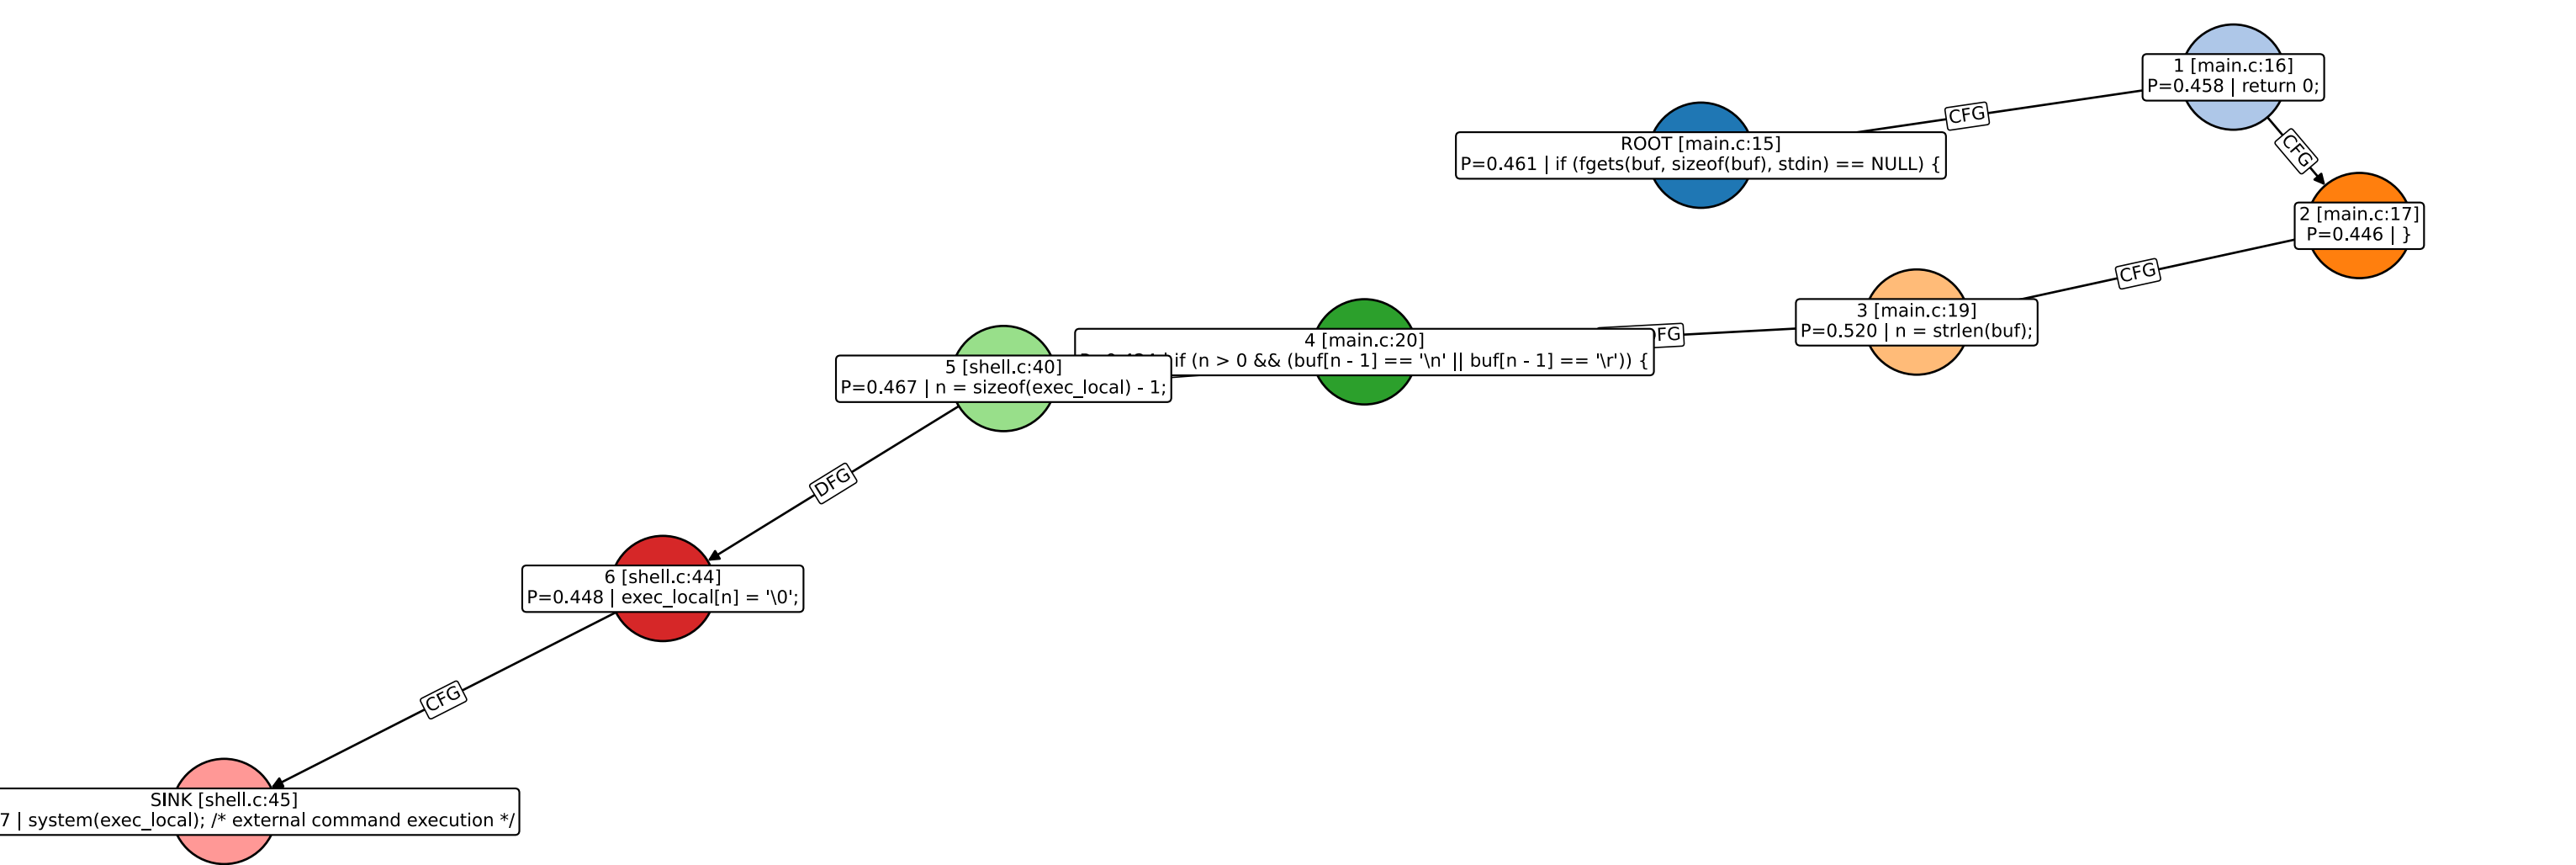 1 [main.c:16]
P=0.458 | return 0;
CFG
ROOT [main.c:15]
P=0.461 | if (fgets(buf, sizeof(buf), stdin) == NULL) {
CFG
2 [main.c:17]
P=0.446 | }
CFG
3 [main.c:19]
P=0.520 | n = strlen(buf);
FG
4 [main.c:20]
if (n > 0 && (buf[n - 1] == '\n' || buf[n - 1] == '\r')) {
5 [shell.c:40]
P=0.467 | n = sizeof(exec_local) - 1;
DFG
6 [shell.c:44]
P=0.448 | exec_local[n] = '\0';
CFG
SINK [shell.c:45]
7 | system(exec_local); /* external command execution */